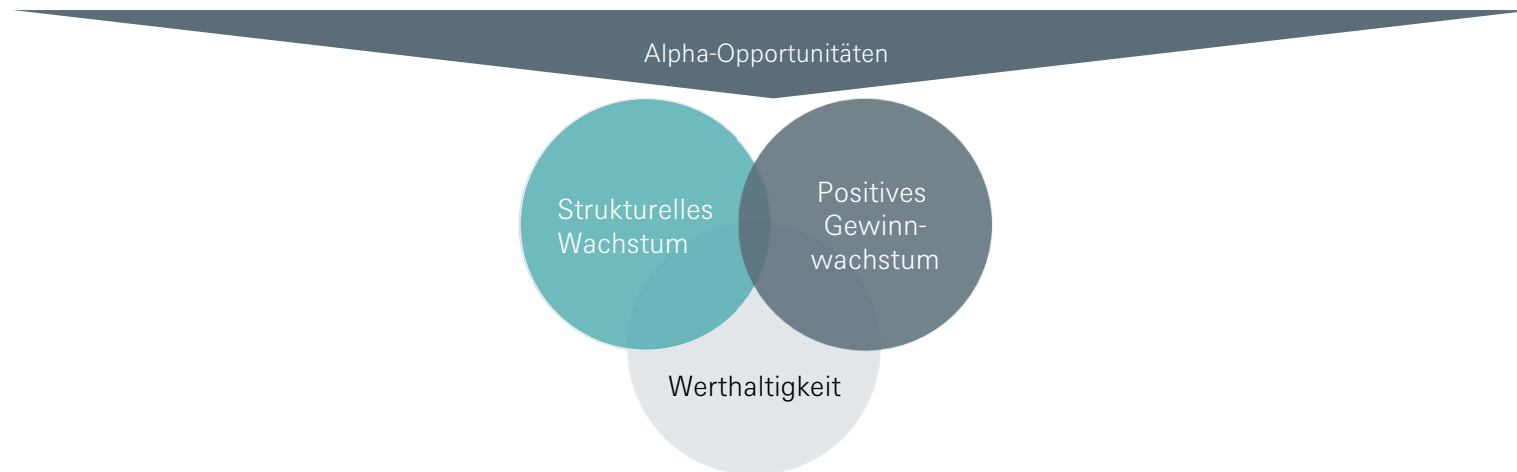 Alpha-Opportunitäten
Strukturelles
Wachstum
Positives
Gewinn-
wachstum
Werthaltigkeit